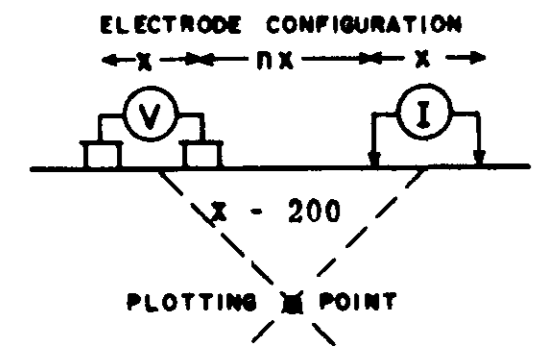 ELECTRODE CONFIGURATION
x nx x
V I
X - 200
PLOTTING POINT